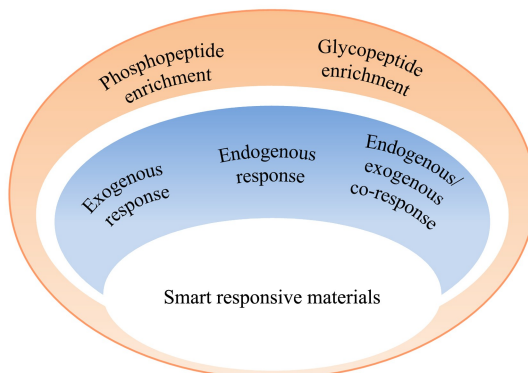 Phosphopeptide
enrichment
Glycopeptide
enrichment
Exogenous
response
Endogenous
response
Endogenous/
exogenous
co-response
Smart responsive materials